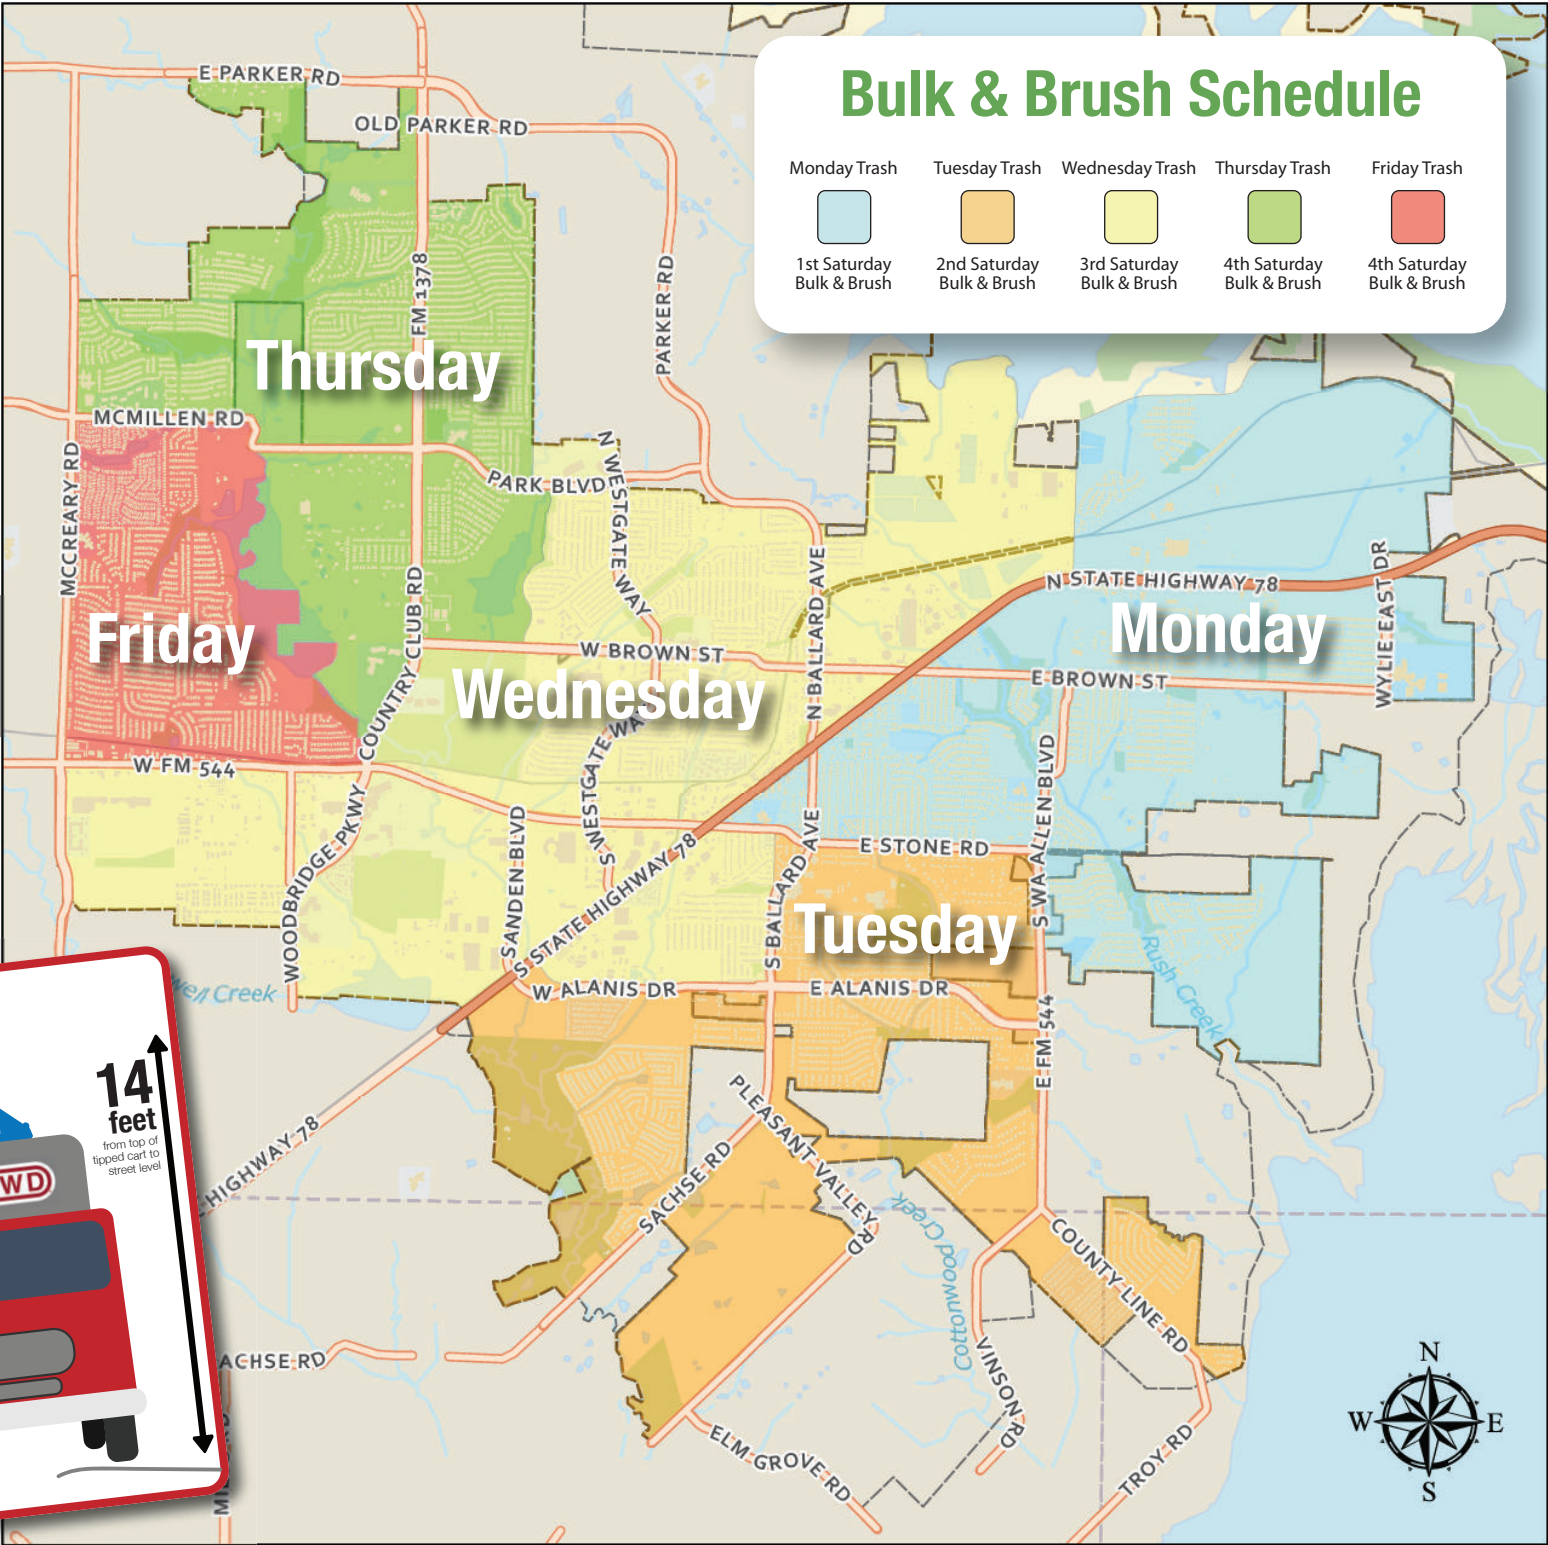 Bulk & Brush Schedule
Monday Trash
Tuesday Trash
Wednesday Trash
Thursday Trash
Friday Trash
1st Saturday
Bulk & Brush
2nd Saturday
Bulk & Brush
3rd Saturday
Bulk & Brush
4th Saturday
Bulk & Brush
4th Saturday
Bulk & Brush
E PARKER RD
OLD PARKER RD
FM 1378
PARKER RD
Thursday
MCMILLEN RD
MCCREARY RD
PARK BLVD
N WESTGATE WAY
N BALLARD AVE
COUNTRY CLUB RD
N STATE HIGHWAY 78
WYLIE EAST DR
Friday
Monday
W BROWN ST
Wednesday
E BROWN ST
S WESTGATE WA
W FM 544
WOODBRIDGE PKWY
SANDEN BLVD
S STATE HIGHWAY 78
S BALLARD AVE
E STONE RD
S WA ALLEN BLVD
Tuesday
Rush Creek
well Creek
W ALANIS DR
E ALANIS DR
E FM 544
14
feet
from top of
tipped cart to
street level
WD
HIGHWAY 78
PLEASANT VALLEY RD
SACHSE RD
Cottonwood Creek
COUNTY LINE RD
ACHSE RD
VINSON RD
ELM GROVE RD
TROY RD
N
W
E
S